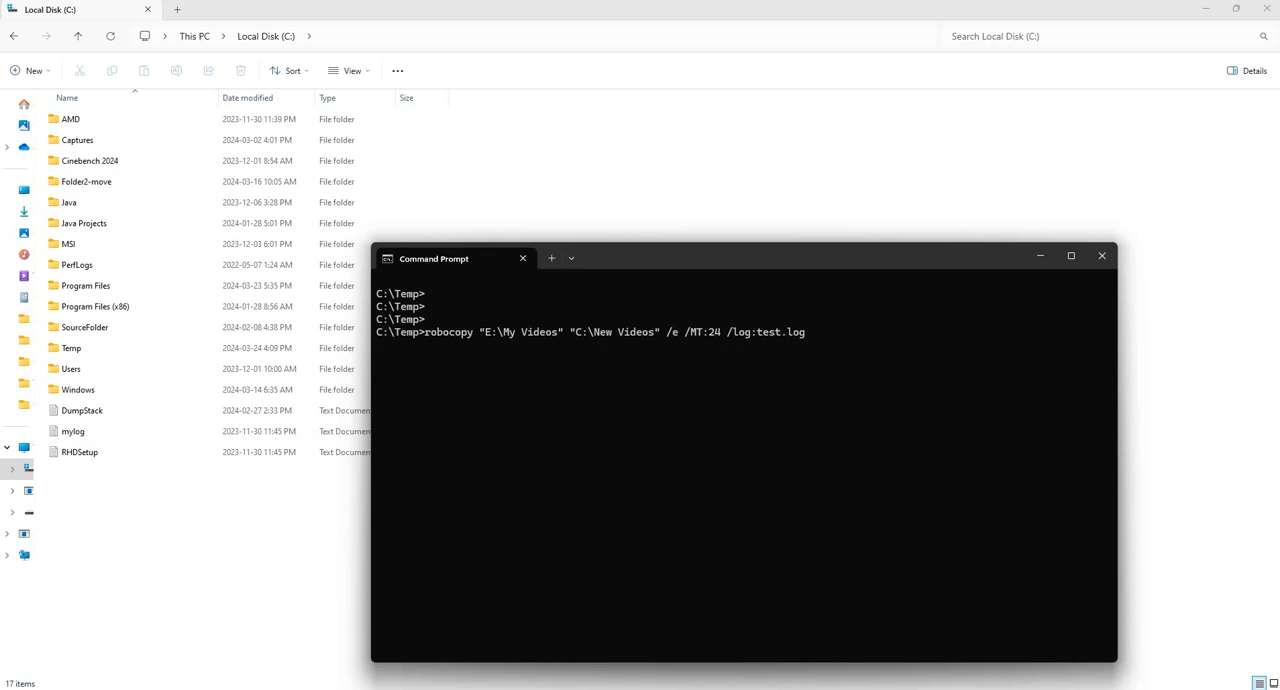 Local Disk (C:)
This PC > Local Disk (C:) >
Search Local Disk (C:)
New
Sort
View
Details
Name Date modified Type Size
AMD 2023-11-30 11:39 PM File folder
Captures 2024-03-02 4:01 PM File folder
Cinebench 2024 2023-12-01 8:54 AM File folder
Folder2-move 2024-03-16 10:05 AM File folder
Java 2023-12-06 3:28 PM File folder
Java Projects 2024-01-28 5:01 PM File folder
MSI 2023-12-03 6:01 PM File folder
PerfLogs 2022-05-07 1:24 AM File folder
Program Files 2024-03-23 5:35 PM File folder
Program Files (x86) 2024-01-28 8:56 AM File folder
SourceFolder 2024-02-08 4:38 PM File folder
Temp 2024-03-24 4:09 PM File folder
Users 2023-12-01 10:00 AM File folder
Windows 2024-03-14 6:35 AM File folder
DumpStack 2024-02-27 2:33 PM Text Documen
mylog 2023-11-30 11:45 PM Text Documen
RHDSetup 2023-11-30 11:45 PM Text Documen
17 items
Command Prompt
C:\Temp>
C:\Temp>
C:\Temp>
C:\Temp>robocopy "E:\My Videos" "C:\New Videos" /e /MT:24 /log:test.log